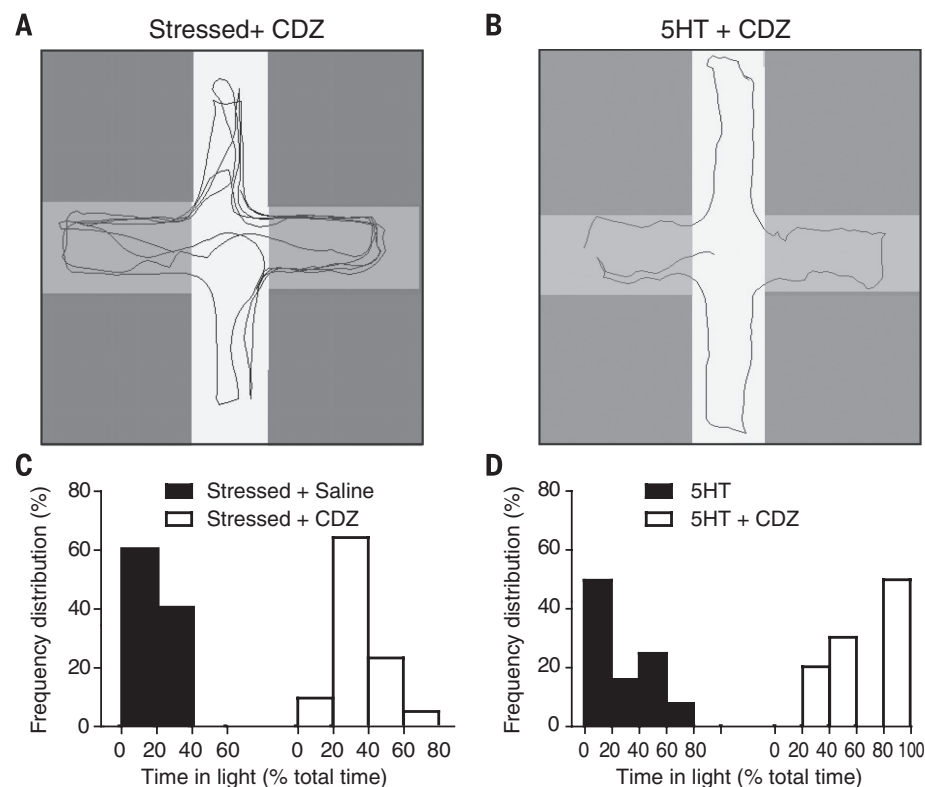 A
Stressed+ CDZ
B
5HT + CDZ
C
Frequency distribution (%)
80
60
40
20
0
Stressed + Saline
Stressed + CDZ
0 20 40 60 0 20 40 60 80
Time in light (% total time)
D
Frequency distribution (%)
80
60
40
20
0
5HT
5HT + CDZ
0 20 40 60 80 0 20 40 60 80 100
Time in light (% total time)